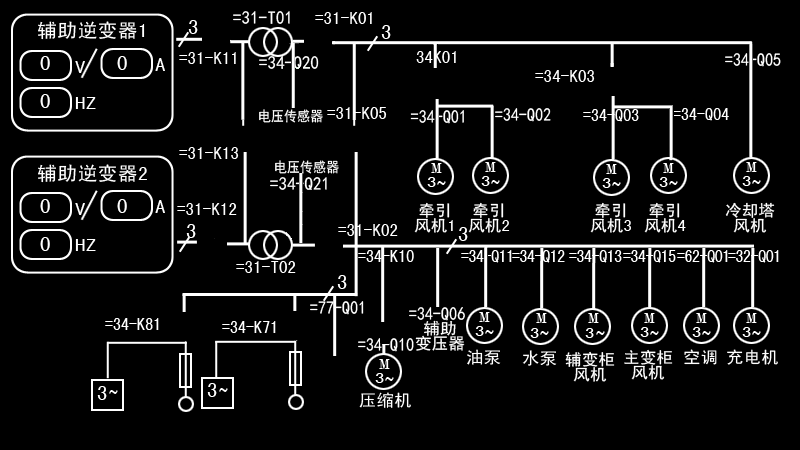 辅助逆变器1
0 V/ 0 A
0 HZ
3
=31-K11
=31-T01
=34-Q20
电压传感器
=31-K01
3
=31-K05
34K01
=34-K03
=34-Q05
=34-Q01
=34-Q02
=34-Q03
=34-Q04
M 3~
M 3~
M 3~
M 3~
M 3~
牵引风机1
牵引风机2
牵引风机3
牵引风机4
冷却塔风机
辅助逆变器2
0 V/ 0 A
0 HZ
=31-K13
=31-K12
3
电压传感器
=34-Q21
=31-T02
=31-K02
3
=34-K10
=34-Q11
=34-Q12
=34-Q13
=34-Q15
=62-Q01
=32-Q01
3
=77-Q01
=34-Q06
辅助变压器
=34-K81
=34-K71
=34-Q10
3~
3~
M 3~
压缩机
M 3~
M 3~
M 3~
M 3~
M 3~
M 3~
油泵
水泵
辅变柜风机
主变柜风机
空调
充电机